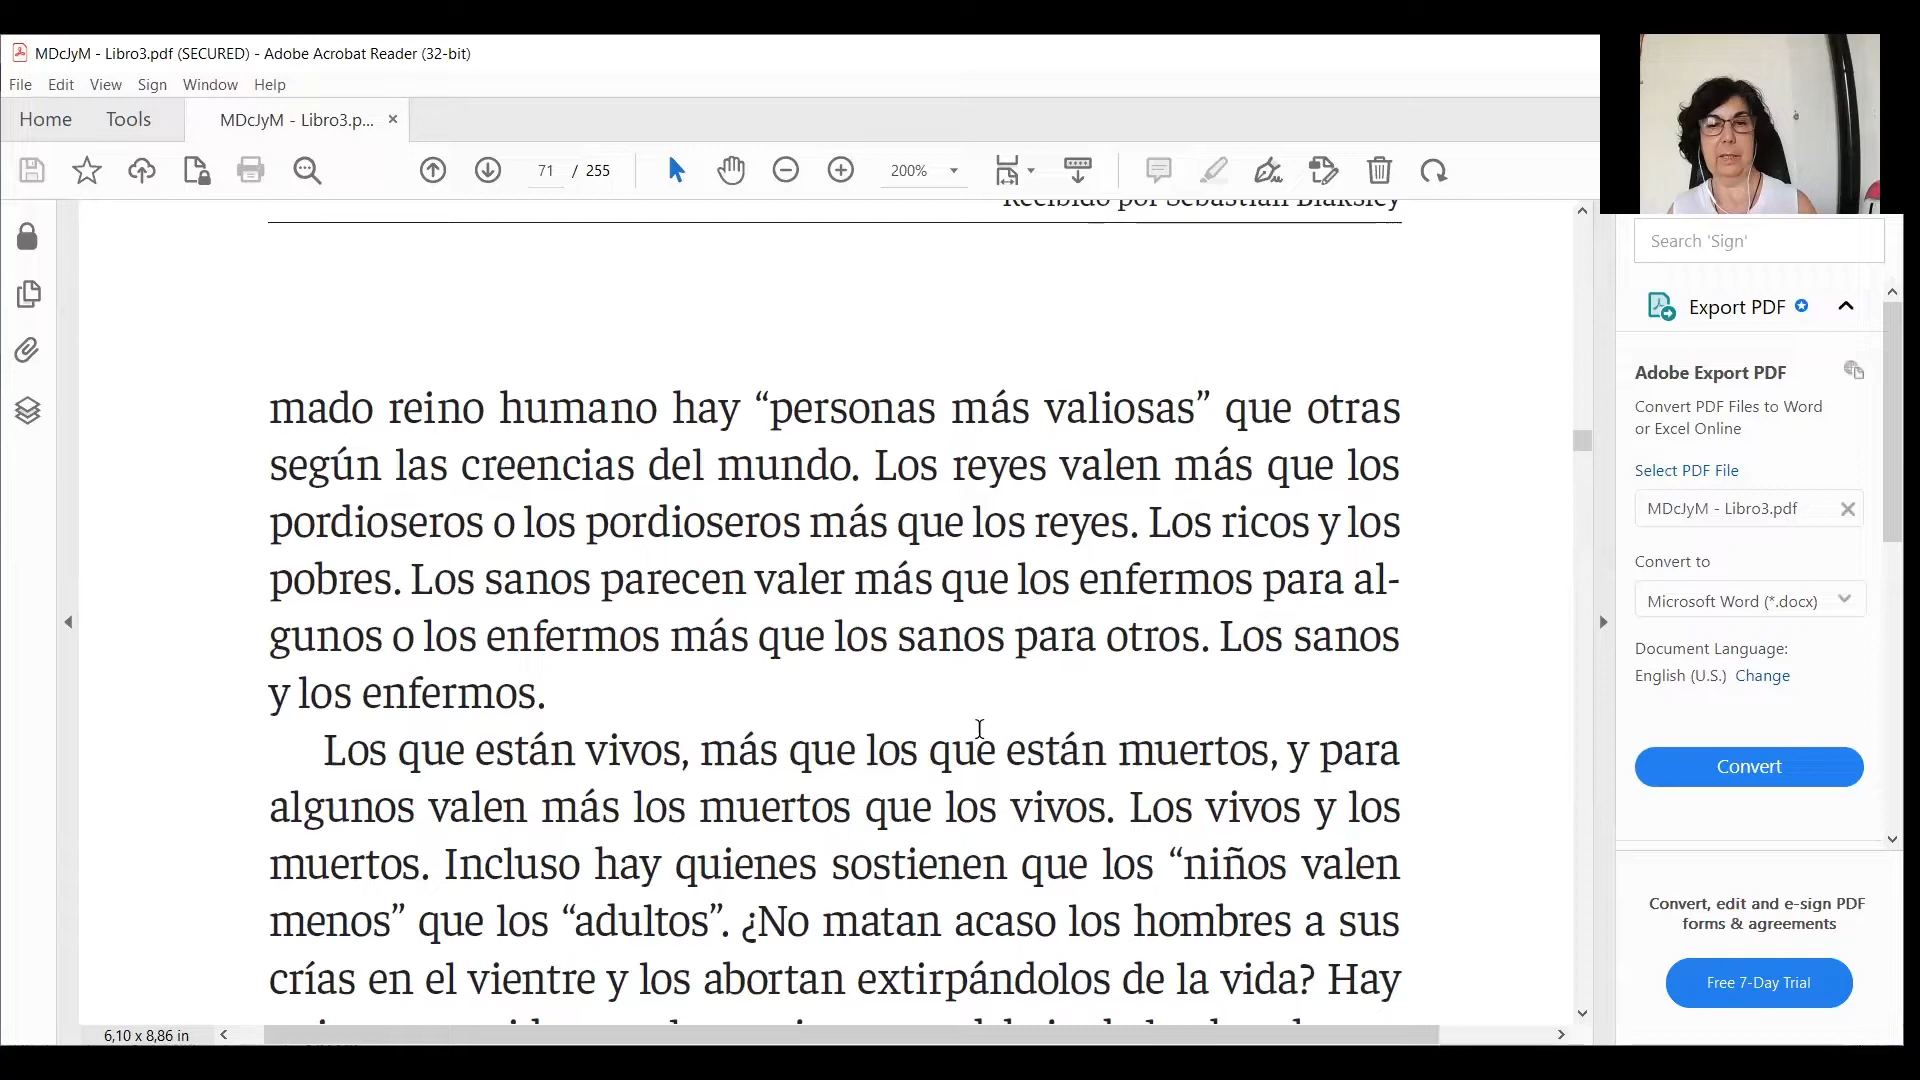 MDcJyM - Libro3.pdf (SECURED) - Adobe Acrobat Reader (32-bit)
File Edit View Sign Window Help
Home Tools MDcJyM - Libro3.p... ×
71 / 255 200%
Recibido por Sebastián Blaksley
mado reino humano hay “personas más valiosas” que otras
según las creencias del mundo. Los reyes valen más que los
pordioseros o los pordioseros más que los reyes. Los ricos y los
pobres. Los sanos parecen valer más que los enfermos para al-
gunos o los enfermos más que los sanos para otros. Los sanos
y los enfermos.
Los que están vivos, más que los que están muertos, y para
algunos valen más los muertos que los vivos. Los vivos y los
muertos. Incluso hay quienes sostienen que los “niños valen
menos” que los “adultos”. ¿No matan acaso los hombres a sus
crías en el vientre y los abortan extirpándolos de la vida? Hay
6,10 x 8,86 in
Search 'Sign'
Export PDF
Adobe Export PDF
Convert PDF Files to Word
or Excel Online
Select PDF File
MDcJyM - Libro3.pdf
Convert to
Microsoft Word (*.docx)
Document Language:
English (U.S.) Change
Convert
Convert, edit and e-sign PDF
forms & agreements
Free 7-Day Trial